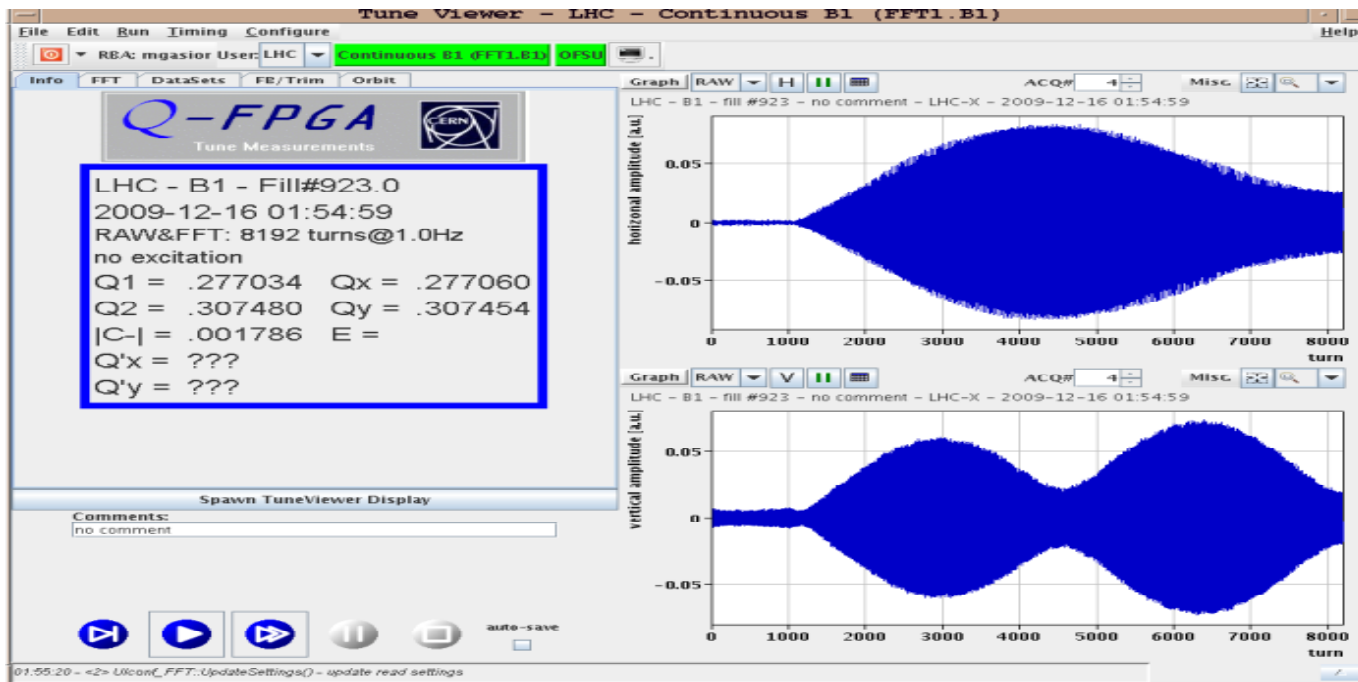 Tune Viewer - LHC - Continuous B1 (FFT1.B1)
File Edit Run Timing Configure Help
RBA: mgasior User: LHC Continuous B1 (FFT1.B1) OFSU
Info FFT DataSets FB/Trim Orbit
Q-FPGA
CERN
Tune Measurements
LHC - B1 - Fill#923.0
2009-12-16 01:54:59
RAW&FFT: 8192 turns@1.0Hz
no excitation
Q1 = .277034 Qx = .277060
Q2 = .307480 Qy = .307454
|C-| = .001786 E =
Q'x = ???
Q'y = ???
Spawn TuneViewer Display
Comments:
no comment
auto-save
Graph RAW H ACQ# 4 Misc
LHC - B1 - fill #923 - no comment - LHC-X - 2009-12-16 01:54:59
horizonal amplitude [a.u.]
0.05
0
-0.05
0 1000 2000 3000 4000 5000 6000 7000 8000
turn
Graph RAW V ACQ# 4 Misc
LHC - B1 - fill #923 - no comment - LHC-X - 2009-12-16 01:54:59
vertical amplitude [a.u.]
0.05
0
-0.05
0 1000 2000 3000 4000 5000 6000 7000 8000
turn
01:55:20 - <2> UIconf_FFT::UpdateSettings() - update read settings